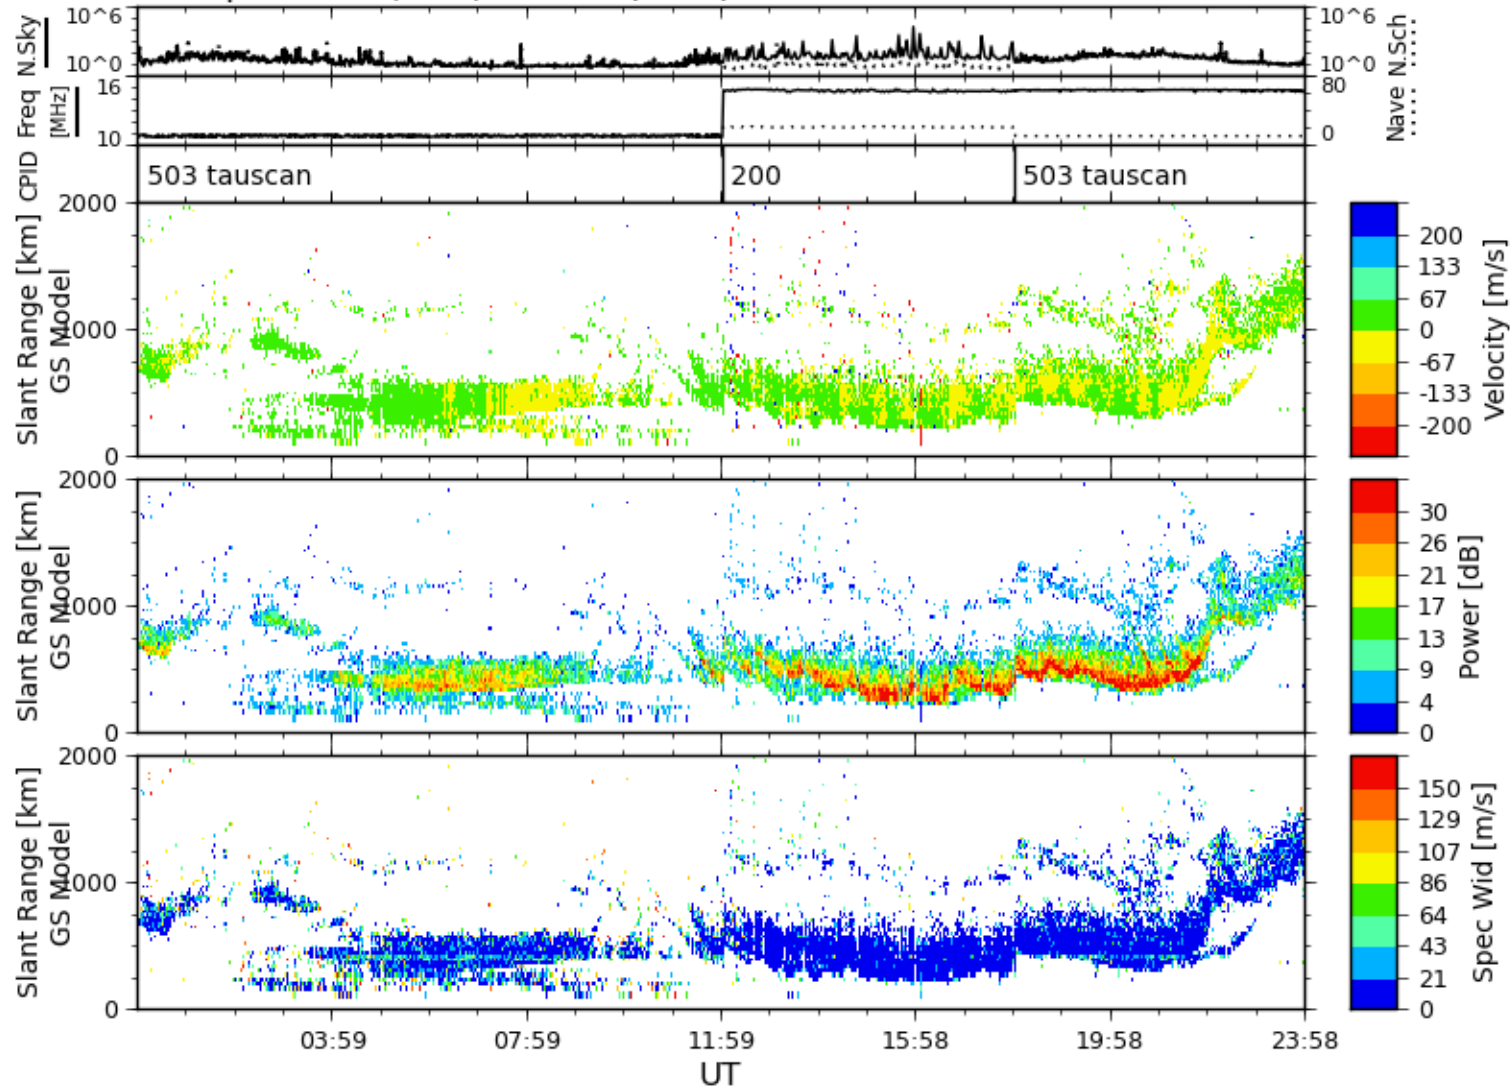 N.Sky
10^6
10^0
10^6
10^0
N.Sch
Freq
[MHz]
16
10
80
0
Nave
CPID
503 tauscan
200
503 tauscan
Slant Range [km]
GS Model
2000
1000
0
200
133
67
0
-67
-133
-200
Velocity [m/s]
Slant Range [km]
GS Model
2000
1000
0
30
26
21
17
13
9
4
0
Power [dB]
Slant Range [km]
GS Model
2000
1000
0
150
129
107
86
64
43
21
0
Spec Wid [m/s]
03:59 07:59 11:59 15:58 19:58 23:58
UT